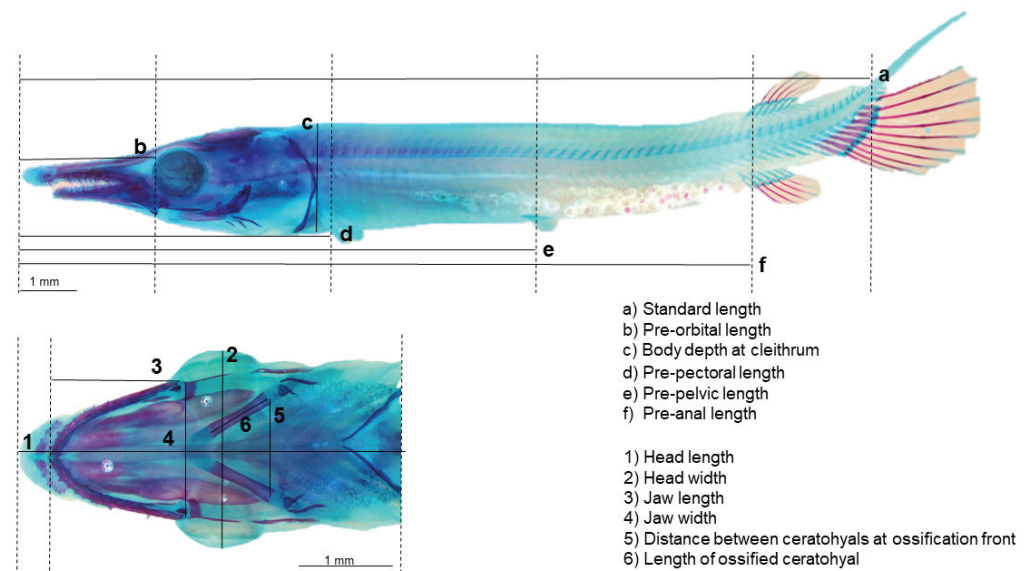 a
b
c
d
e
f
1 mm
2
3
1
4
6
5
1 mm
a) Standard length
b) Pre-orbital length
c) Body depth at cleithrum
d) Pre-pectoral length
e) Pre-pelvic length
f) Pre-anal length
1) Head length
2) Head width
3) Jaw length
4) Jaw width
5) Distance between ceratohyals at ossification front
6) Length of ossified ceratohyal